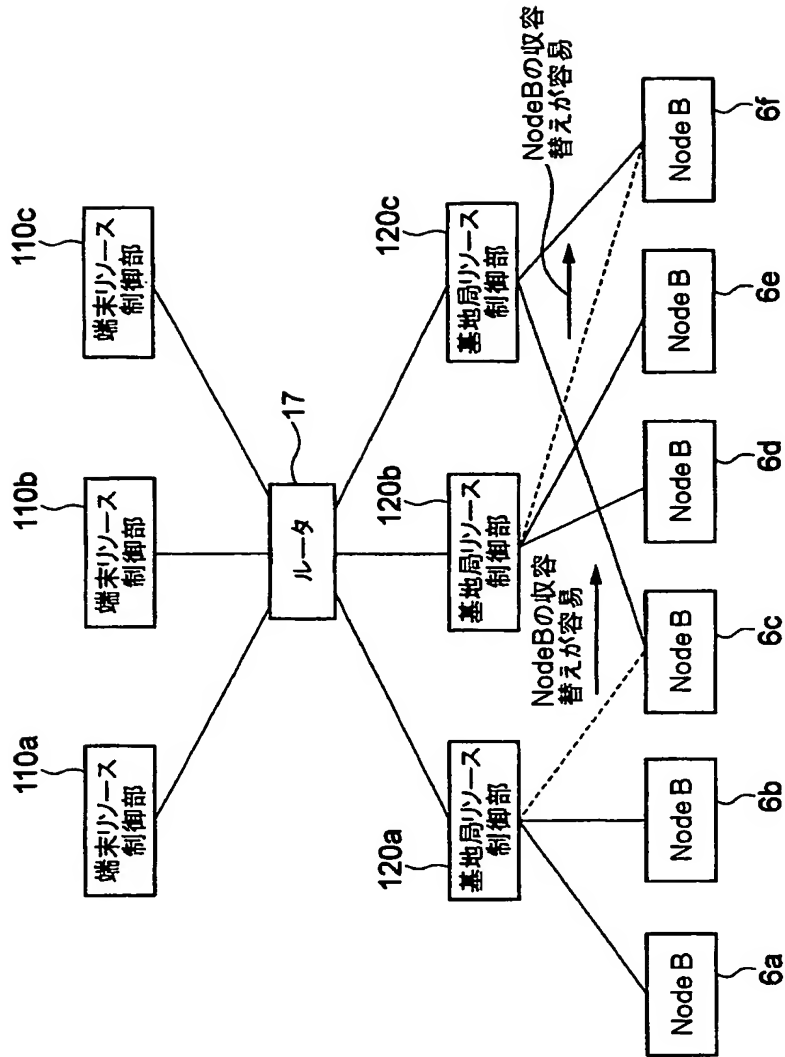 110a
端末リソース
制御部
110b
端末リソース
制御部
110c
端末リソース
制御部
17
ルータ
120a
基地局リソース
制御部
120b
基地局リソース
制御部
120c
基地局リソース
制御部
NodeBの収容
替えが容易
NodeBの収容
替えが容易
Node B
6a
Node B
6b
Node B
6c
Node B
6d
Node B
6e
Node B
6f